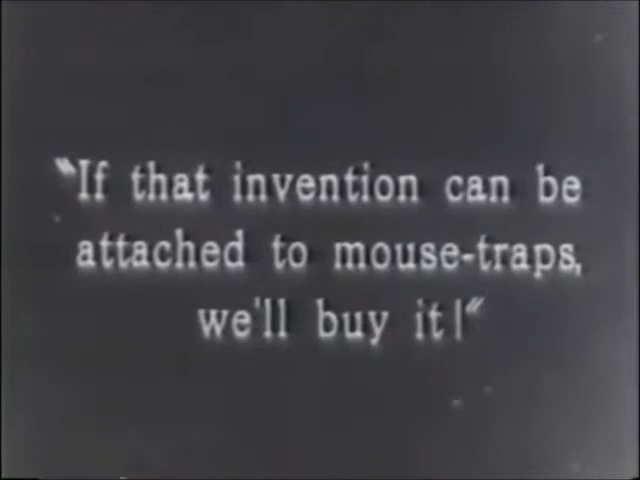 "If that invention can be
attached to mouse-traps,
we'll buy it!"